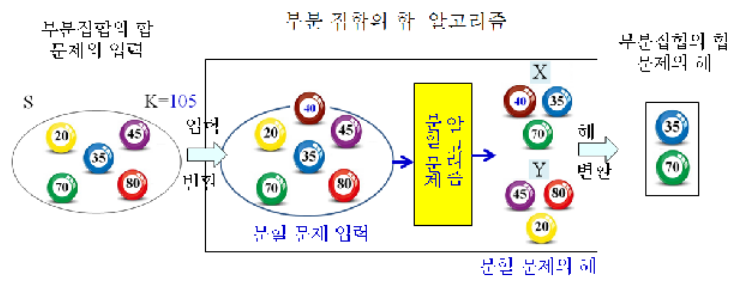 부분 집합의 합 알고리즘
부분집합의 합
문제의 입력
S
K=105
20
45
35
70
80
입력
변환
40
20
45
35
70
80
분할 문제 입력
분할 문제
알고리즘
X
40
35
70
Y
45
80
20
분할 문제의 해
해
변환
부분집합의 합
문제의 해
35
70